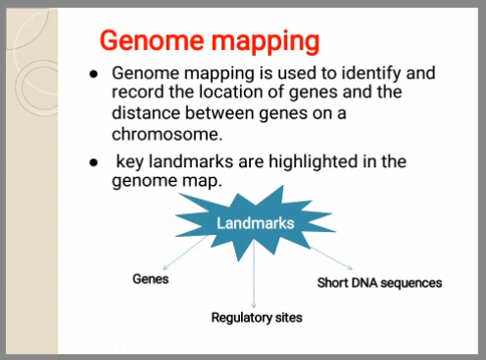 Genome mapping
● Genome mapping is used to identify and
record the location of genes and the
distance between genes on a
chromosome.
● key landmarks are highlighted in the
genome map.
Landmarks
Genes
Short DNA sequences
Regulatory sites